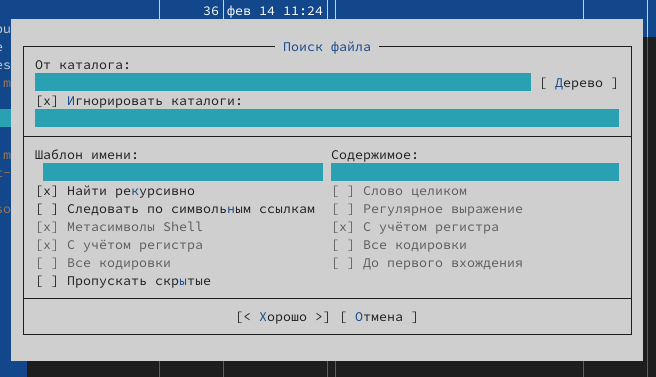 36 фев 14 11:24
Поиск файла
От каталога:
[ Дерево ]
[x] Игнорировать каталоги:
Шаблон имени:
Содержимое:
[x] Найти рекурсивно
[ ] Следовать по символьным ссылкам
[x] Метасимволы Shell
[x] С учётом регистра
[ ] Все кодировки
[ ] Пропускать скрытые
[ ] Слово целиком
[ ] Регулярное выражение
[x] С учётом регистра
[ ] Все кодировки
[ ] До первого вхождения
[< Хорошо >] [ Отмена ]